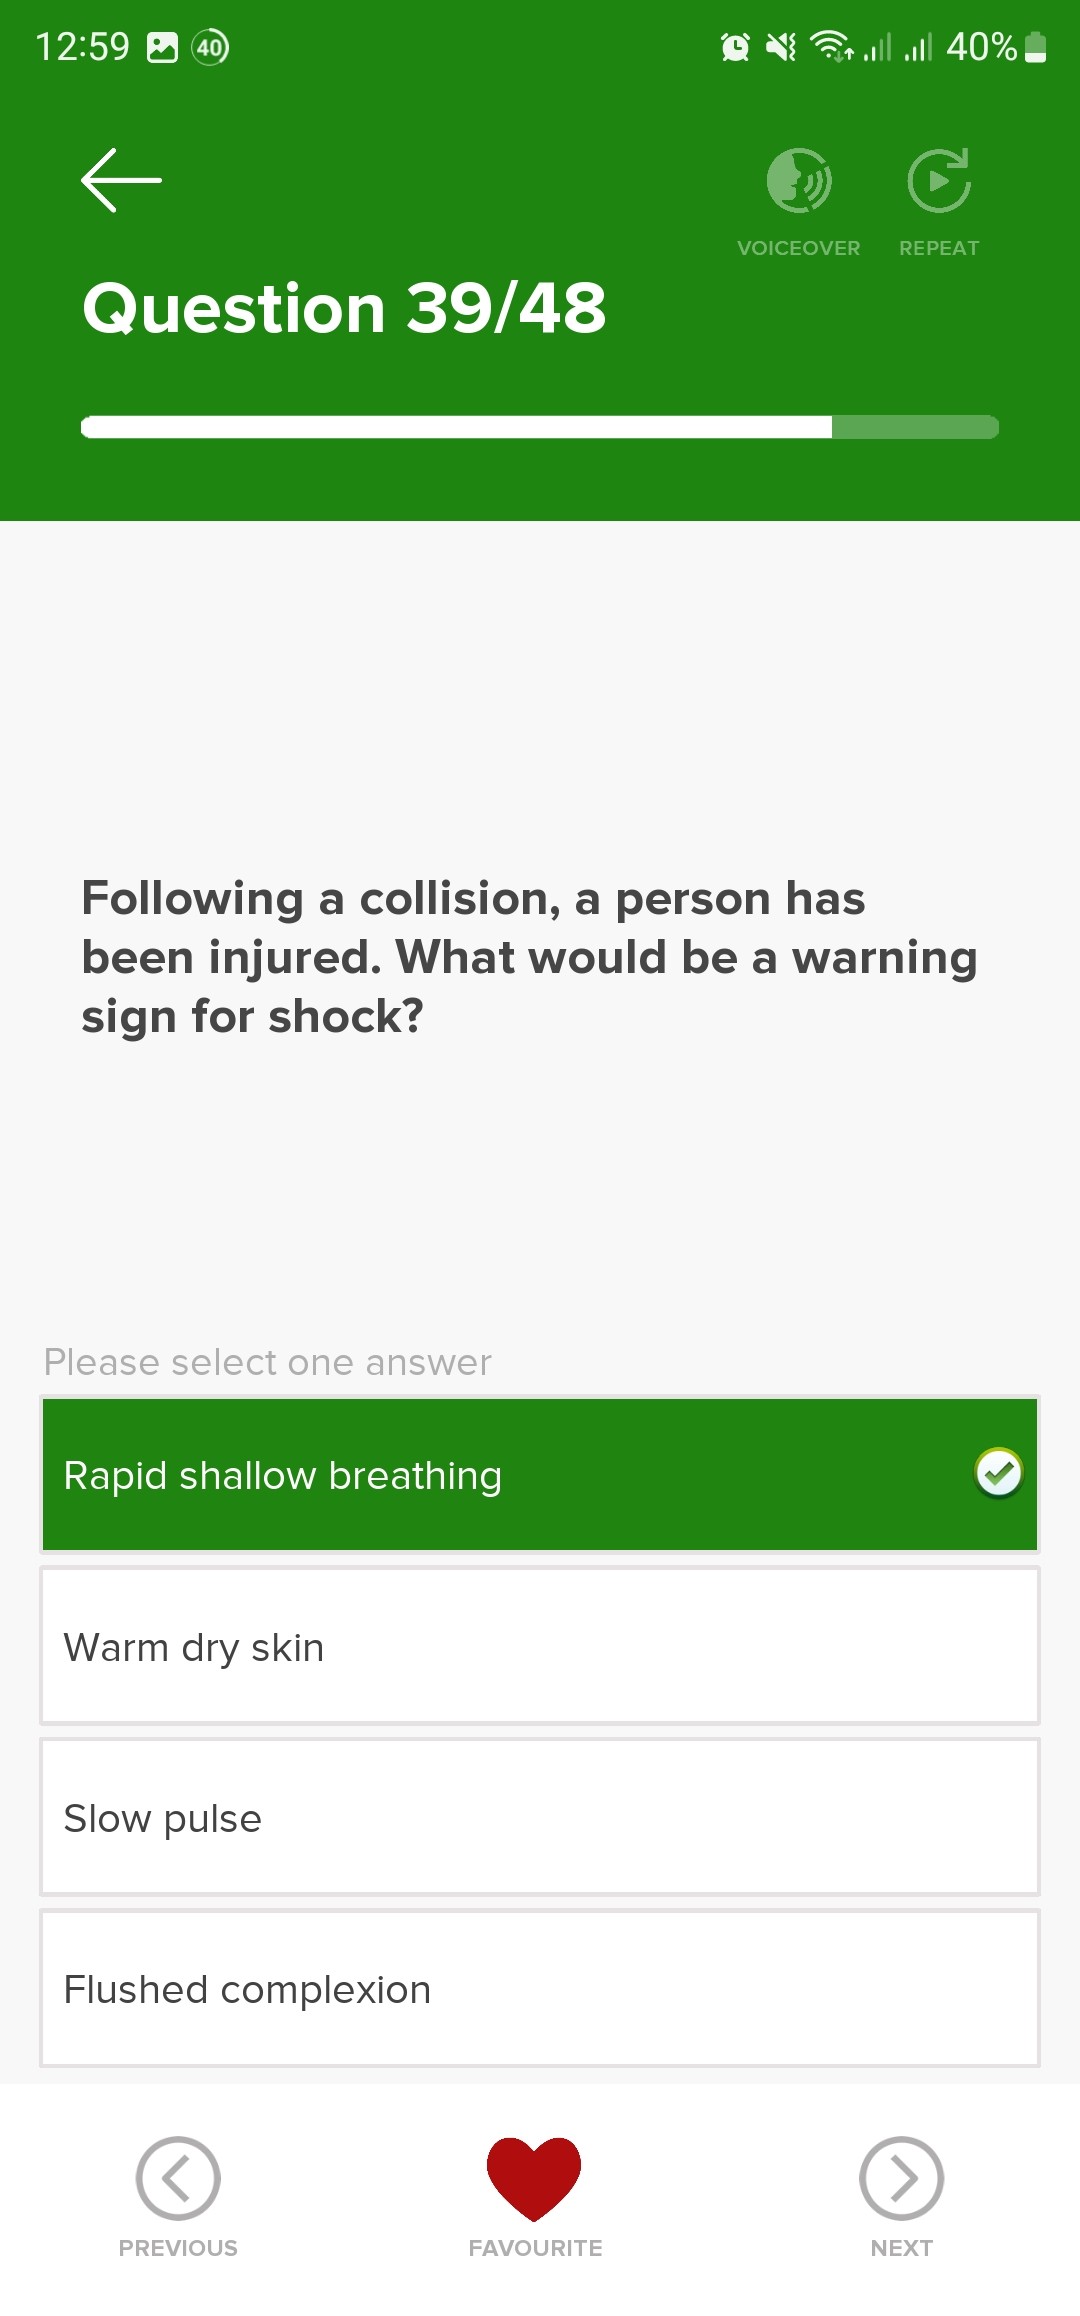 12:59 40 40%
VOICEOVER REPEAT
Question 39/48
Following a collision, a person has
been injured. What would be a warning
sign for shock?
Please select one answer
Rapid shallow breathing
Warm dry skin
Slow pulse
Flushed complexion
PREVIOUS FAVOURITE NEXT